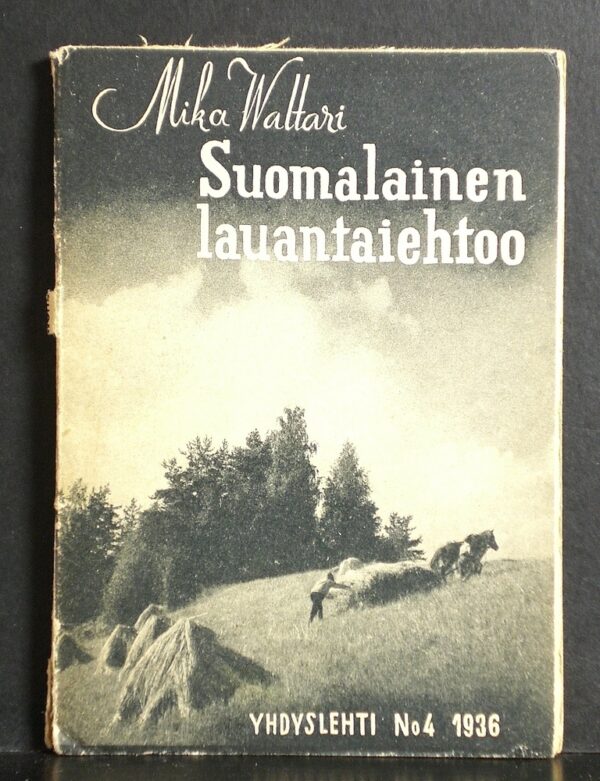 Mika Waltari
Suomalainen
lauantaiehtoo
YHDYSLEHTI No4 1936